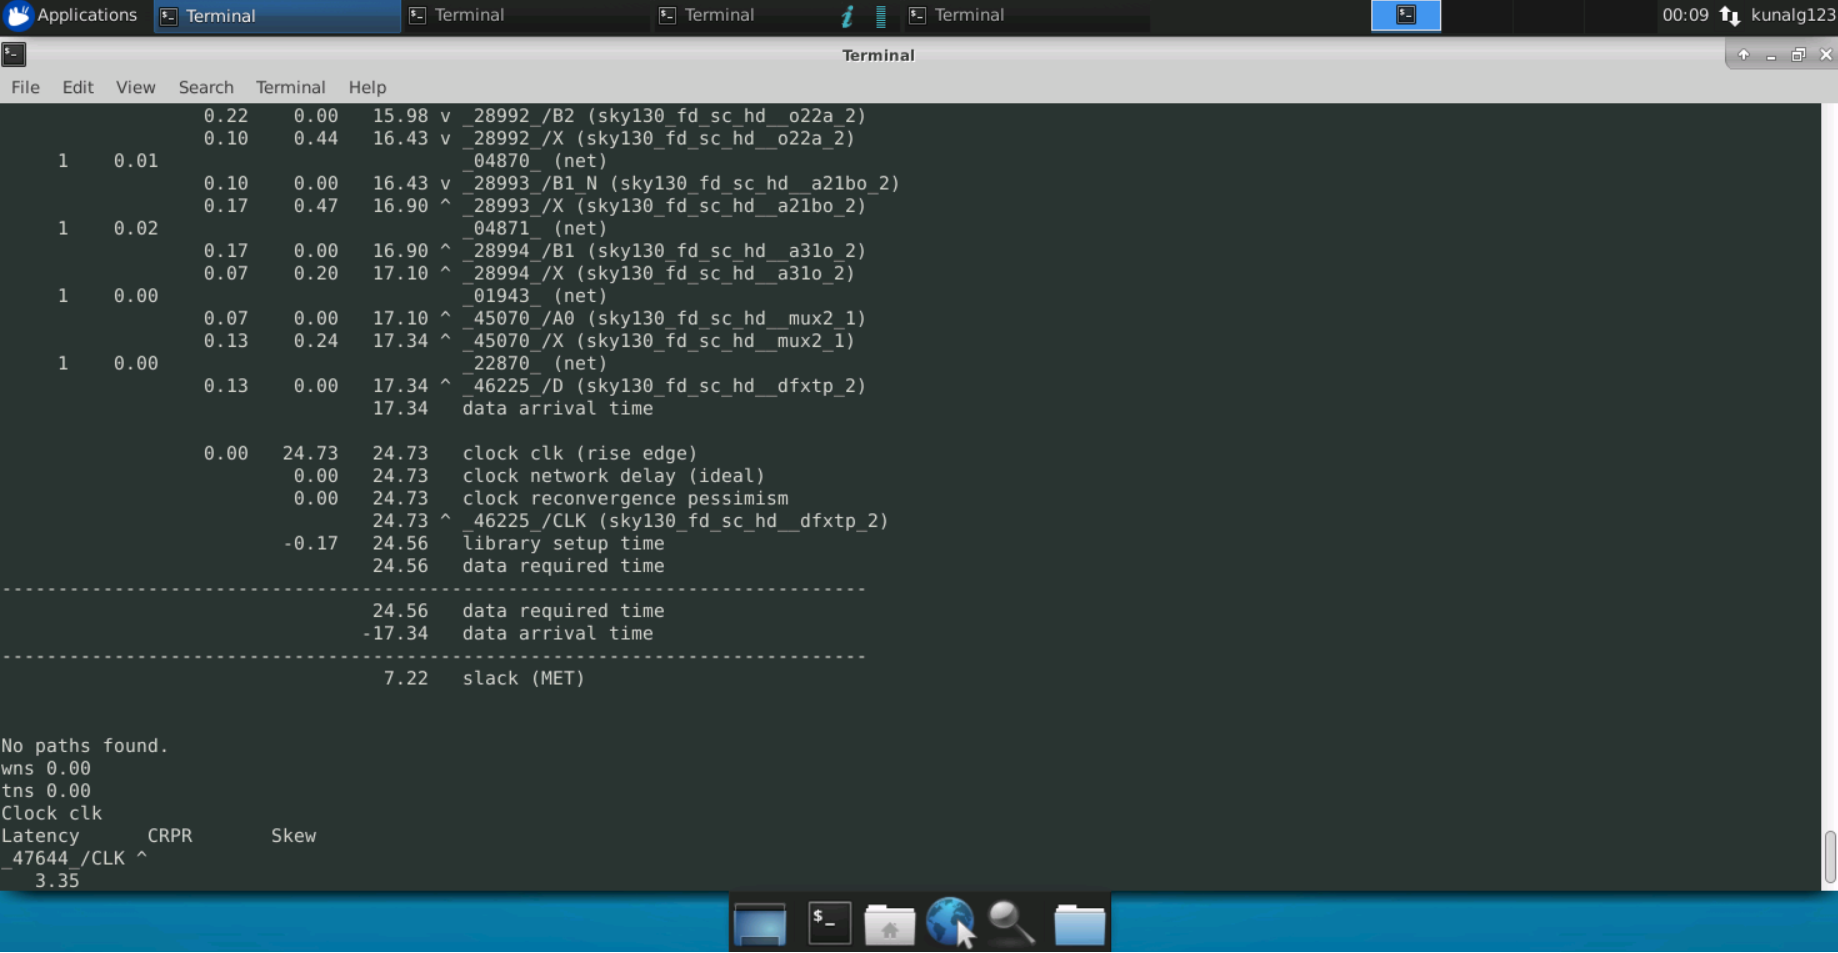 Applications Terminal Terminal Terminal Terminal 00:09 kunalg123
Terminal
File Edit View Search Terminal Help
0.22 0.00 15.98 v _28992_/B2 (sky130_fd_sc_hd__o22a_2)
0.10 0.44 16.43 v _28992_/X (sky130_fd_sc_hd__o22a_2)
1 0.01 _04870_ (net)
0.10 0.00 16.43 v _28993_/B1_N (sky130_fd_sc_hd__a21bo_2)
0.17 0.47 16.90 ^ _28993_/X (sky130_fd_sc_hd__a21bo_2)
1 0.02 _04871_ (net)
0.17 0.00 16.90 ^ _28994_/B1 (sky130_fd_sc_hd__a31o_2)
0.07 0.20 17.10 ^ _28994_/X (sky130_fd_sc_hd__a31o_2)
1 0.00 _01943_ (net)
0.07 0.00 17.10 ^ _45070_/A0 (sky130_fd_sc_hd__mux2_1)
0.13 0.24 17.34 ^ _45070_/X (sky130_fd_sc_hd__mux2_1)
1 0.00 _22870_ (net)
0.13 0.00 17.34 ^ _46225_/D (sky130_fd_sc_hd__dfxtp_2)
17.34 data arrival time
0.00 24.73 24.73 clock clk (rise edge)
0.00 24.73 clock network delay (ideal)
0.00 24.73 clock reconvergence pessimism
24.73 ^ _46225_/CLK (sky130_fd_sc_hd__dfxtp_2)
-0.17 24.56 library setup time
24.56 data required time
-----------------------------------------------------------------------------
24.56 data required time
-17.34 data arrival time
-----------------------------------------------------------------------------
7.22 slack (MET)
No paths found.
wns 0.00
tns 0.00
Clock clk
Latency CRPR Skew
_47644_/CLK ^
3.35